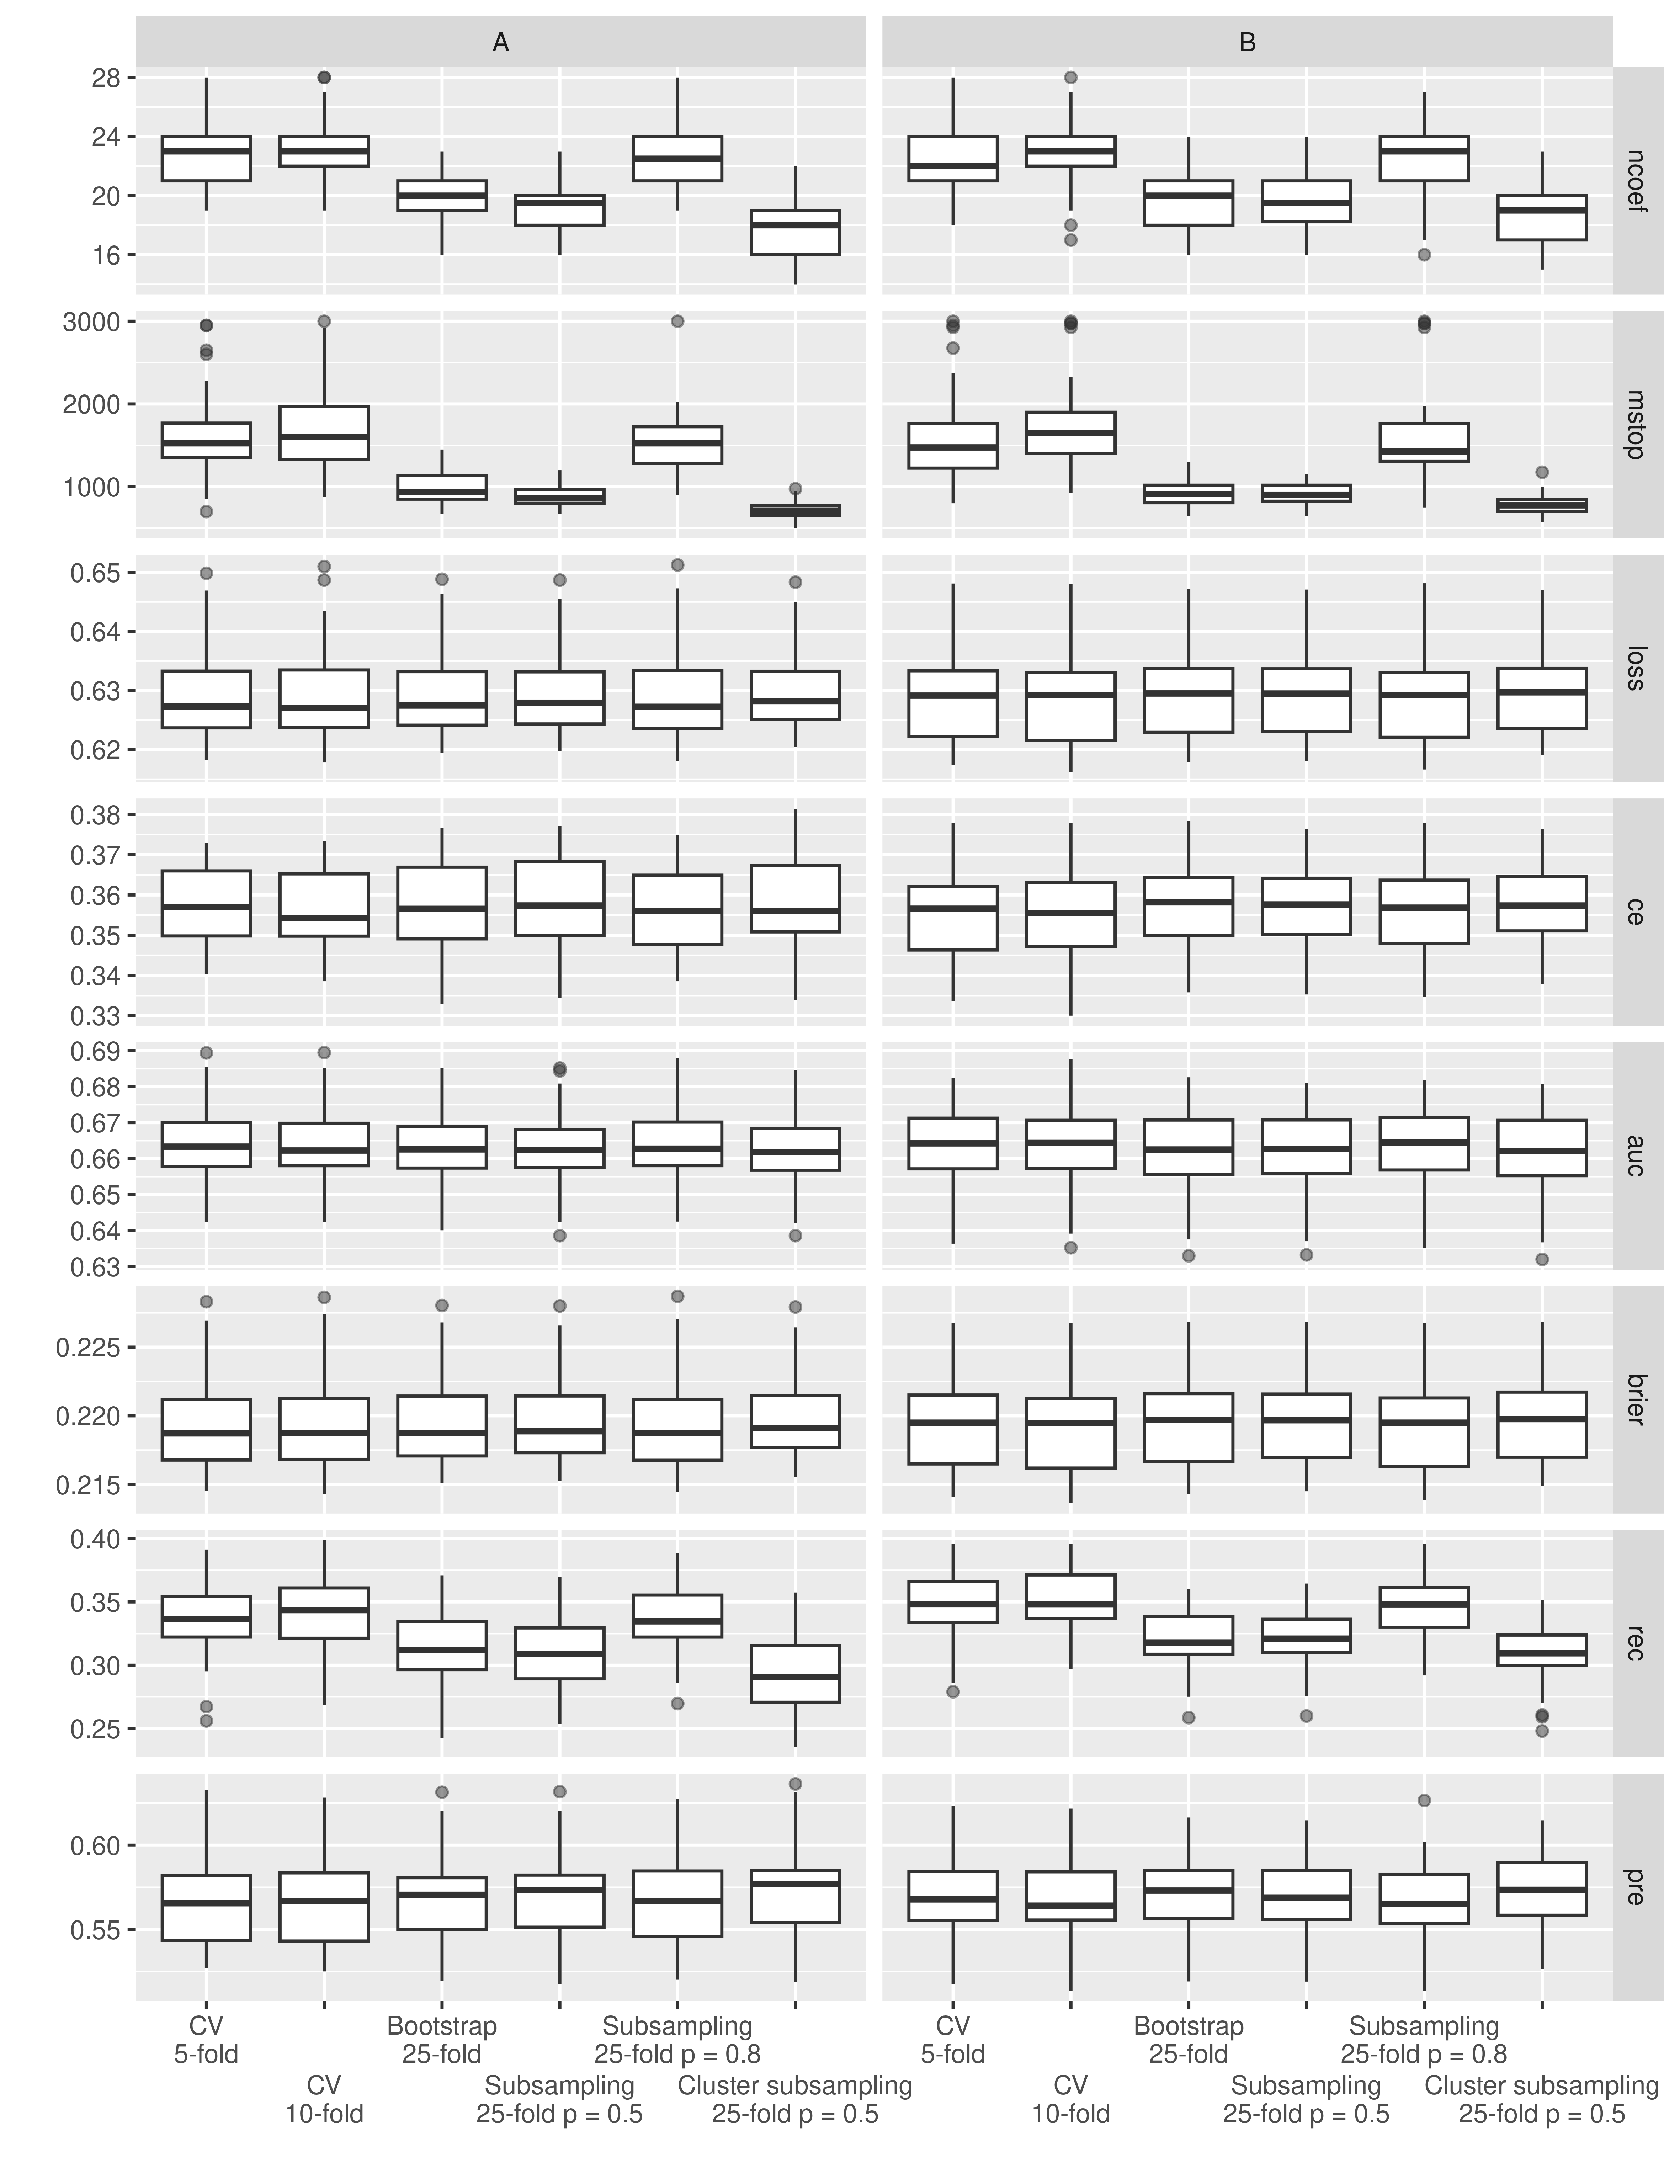 A
B
28
24
20
16
ncoef
3000
2000
1000
mstop
0.65
0.64
0.63
0.62
loss
0.38
0.37
0.36
0.35
0.34
0.33
ce
0.69
0.68
0.67
0.66
0.65
0.64
0.63
auc
0.225
0.220
0.215
brier
0.40
0.35
0.30
0.25
rec
0.60
0.55
pre
CV
5-fold
CV
10-fold
Bootstrap
25-fold
Subsampling
25-fold p = 0.5
Subsampling
25-fold p = 0.8
Cluster subsampling
25-fold p = 0.5
CV
5-fold
CV
10-fold
Bootstrap
25-fold
Subsampling
25-fold p = 0.5
Subsampling
25-fold p = 0.8
Cluster subsampling
25-fold p = 0.5